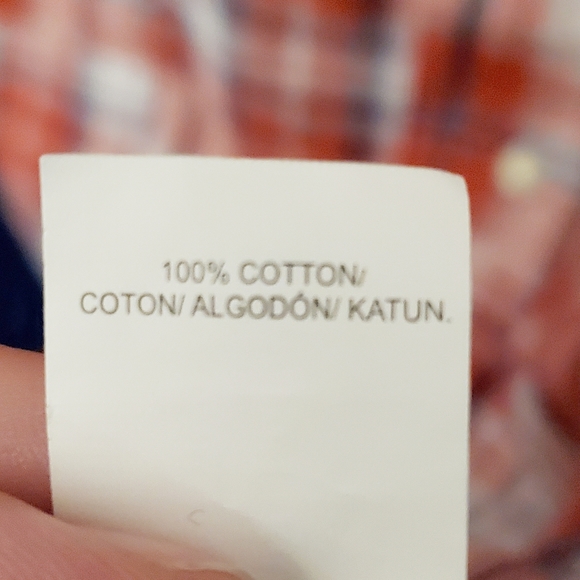 100% COTTON/
COTON/ ALGODÓN/ KATUN.